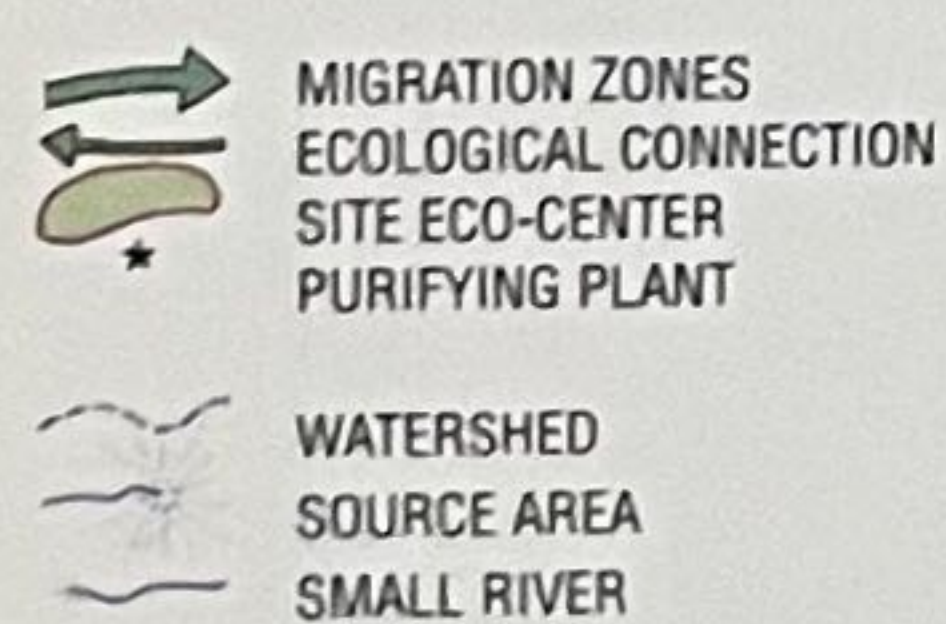 MIGRATION ZONES
ECOLOGICAL CONNECTION
SITE ECO-CENTER
PURIFYING PLANT
WATERSHED
SOURCE AREA
SMALL RIVER